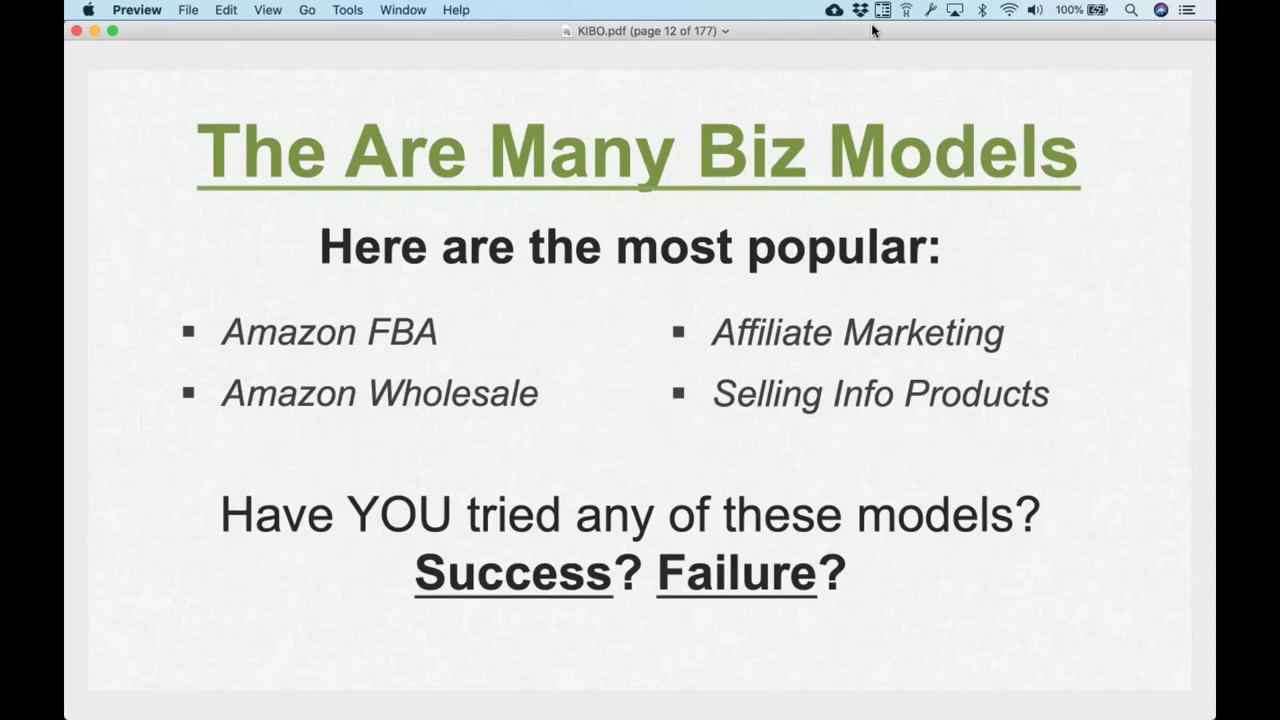 Preview File Edit View Go Tools Window Help 100%
KIBO.pdf (page 12 of 177)
The Are Many Biz Models
Here are the most popular:
▪ Amazon FBA
▪ Amazon Wholesale
▪ Affiliate Marketing
▪ Selling Info Products
Have YOU tried any of these models?
Success? Failure?